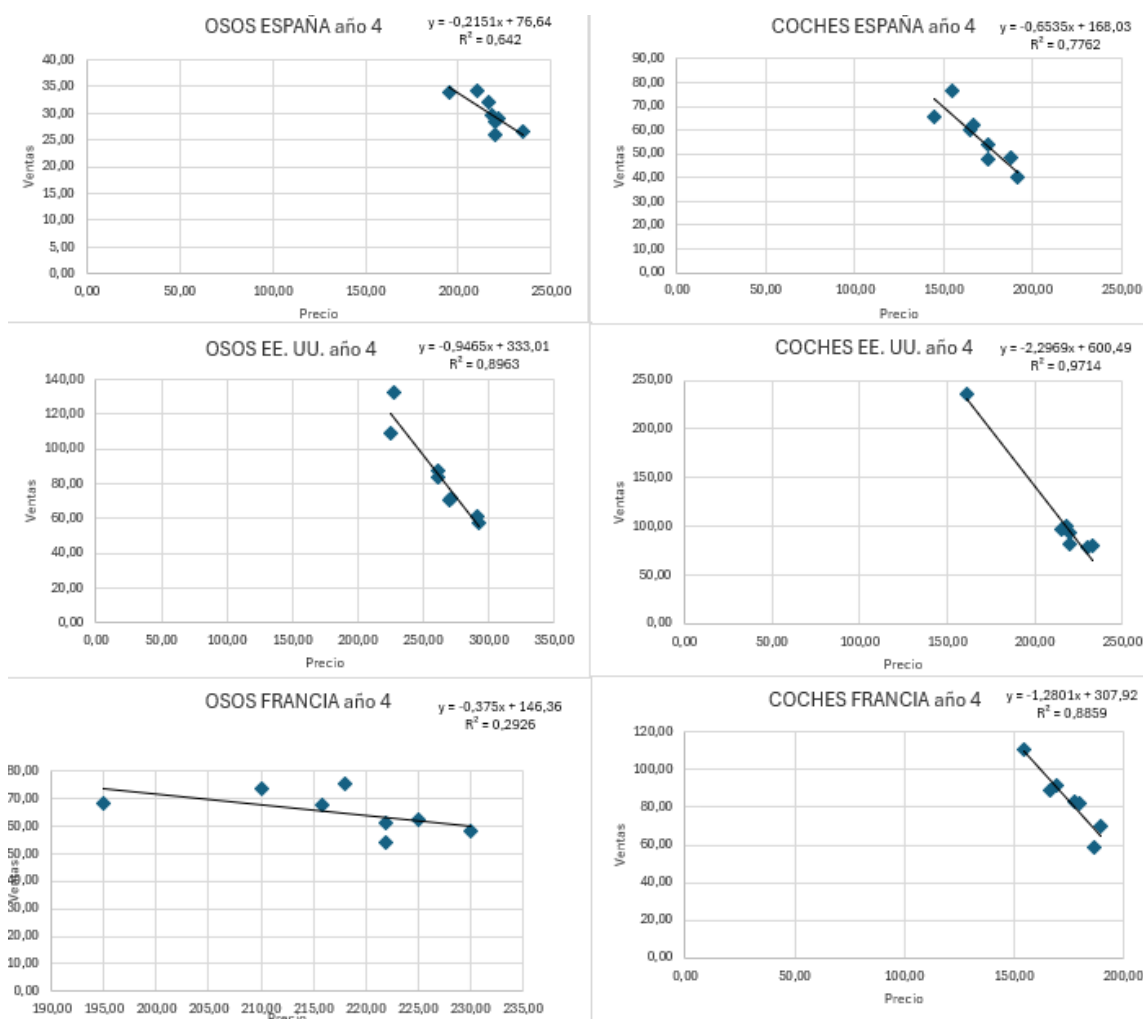 OSOS ESPAÑA año 4
y = -0,2151x + 76,64
R² = 0,642
40,00
35,00
30,00
25,00
20,00
15,00
10,00
5,00
0,00
Ventas
0,00 50,00 100,00 150,00 200,00 250,00
Precio
COCHES ESPAÑA año 4
y = -0,6535x + 168,03
R² = 0,7762
90,00
80,00
70,00
60,00
50,00
40,00
30,00
20,00
10,00
0,00
Ventas
0,00 50,00 100,00 150,00 200,00 250,00
Precio
OSOS EE. UU. año 4
y = -0,9465x + 333,01
R² = 0,8963
140,00
120,00
100,00
80,00
60,00
40,00
20,00
0,00
Ventas
0,00 50,00 100,00 150,00 200,00 250,00 300,00 350,00
Precio
COCHES EE. UU. año 4
y = -2,2969x + 600,49
R² = 0,9714
250,00
200,00
150,00
100,00
50,00
0,00
Ventas
0,00 50,00 100,00 150,00 200,00 250,00
Precio
OSOS FRANCIA año 4
y = -0,375x + 146,36
R² = 0,2926
80,00
70,00
60,00
50,00
40,00
30,00
20,00
10,00
0,00
Ventas
190,00 195,00 200,00 205,00 210,00 215,00 220,00 225,00 230,00 235,00
Precio
COCHES FRANCIA año 4
y = -1,2801x + 307,92
R² = 0,8859
120,00
100,00
80,00
60,00
40,00
20,00
0,00
Ventas
0,00 50,00 100,00 150,00 200,00
Precio